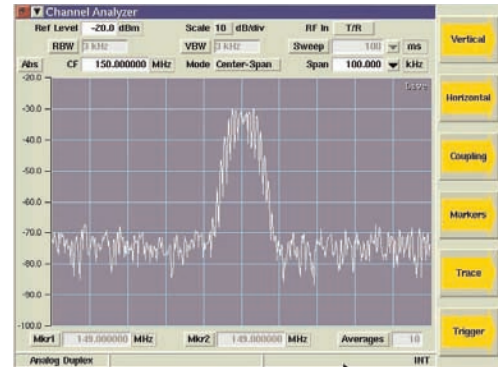 Channel Analyzer
Ref Level -20.0 dBm Scale 10 dB/div RF In T/R
RBW 3 kHz VBW 3 kHz Sweep 100 ms
Abs CF 150.000000 MHz Mode Center-Span Span 100.000 kHz
-20.0
-30.0
-40.0
-50.0
-60.0
-70.0
-80.0
-90.0
-100.0
Mkr1 149.000000 MHz Mkr2 149.000000 MHz Averages 10
Analog Duplex INT
Vertical
Horizontal
Coupling
Markers
Trace
Trigger